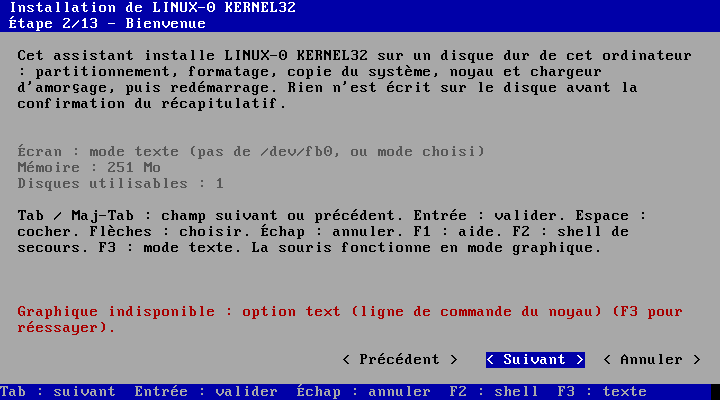 Installation de LINUX-0 KERNEL32
Étape 2/13 - Bienvenue
Cet assistant installe LINUX-0 KERNEL32 sur un disque dur de cet ordinateur
: partitionnement, formatage, copie du système, noyau et chargeur
d'amorçage, puis redémarrage. Rien n'est écrit sur le disque avant la
confirmation du récapitulatif.
Écran : mode texte (pas de /dev/fb0, ou mode choisi)
Mémoire : 251 Mo
Disques utilisables : 1
Tab / Maj-Tab : champ suivant ou précédent. Entrée : valider. Espace :
cocher. Flèches : choisir. Échap : annuler. F1 : aide. F2 : shell de
secours. F3 : mode texte. La souris fonctionne en mode graphique.
Graphique indisponible : option text (ligne de commande du noyau) (F3 pour
réessayer).
< Précédent > < Suivant > < Annuler >
Tab : suivant Entrée : valider Échap : annuler F2 : shell F3 : texte